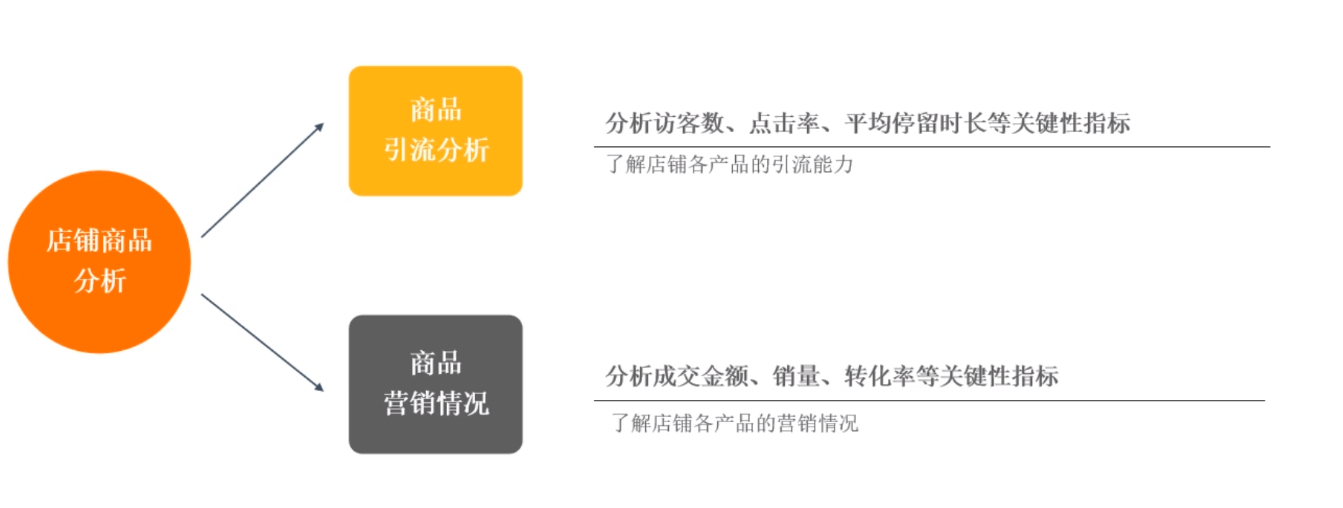 店铺商品
分析
商品
引流分析
分析访客数、点击率、平均停留时长等关键性指标
了解店铺各产品的引流能力
商品
营销情况
分析成交金额、销量、转化率等关键性指标
了解店铺各产品的营销情况